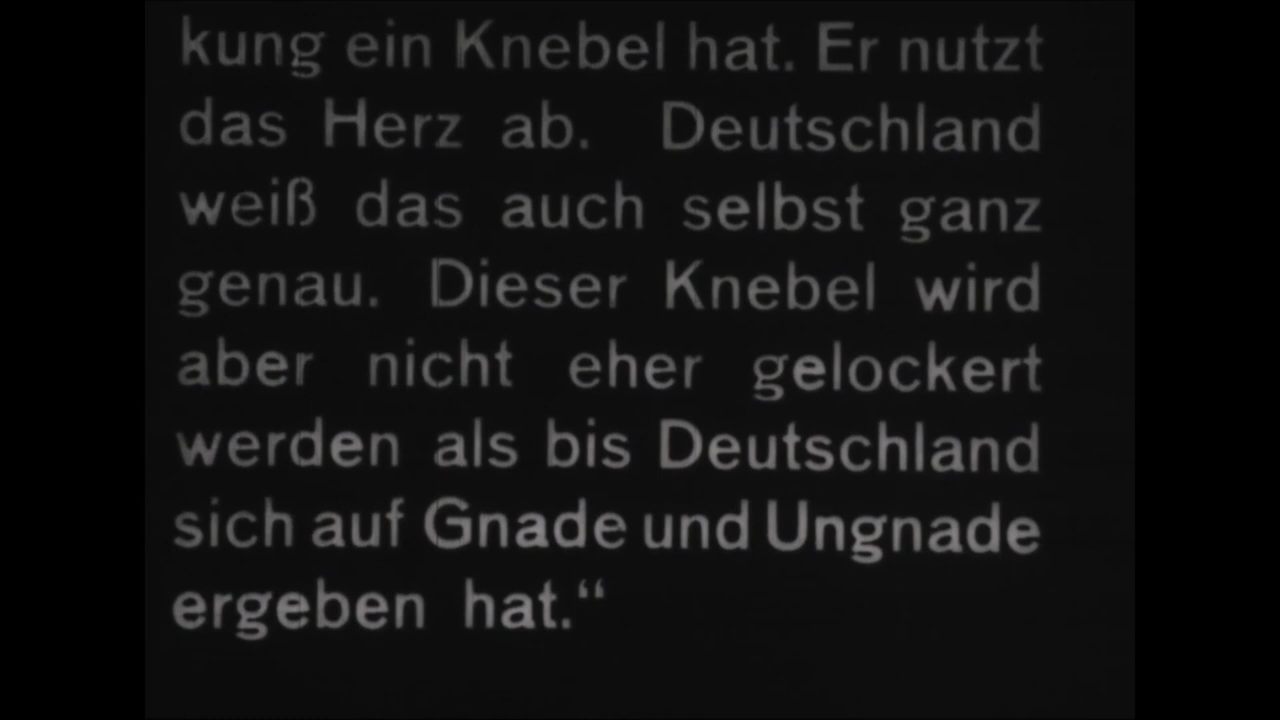 kung ein Knebel hat. Er nutzt
das Herz ab. Deutschland
weiß das auch selbst ganz
genau. Dieser Knebel wird
aber nicht eher gelockert
werden als bis Deutschland
sich auf Gnade und Ungnade
ergeben hat.“